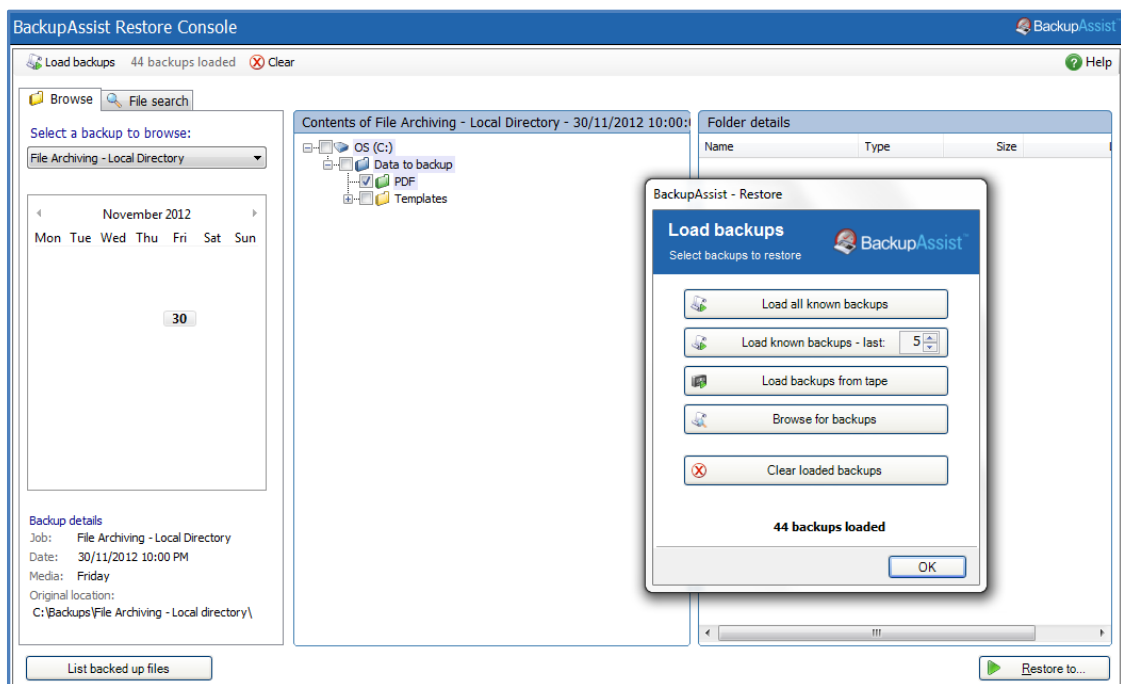 BackupAssist Restore Console
BackupAssist™
Load backups 44 backups loaded Clear
Help
Browse
File search
Select a backup to browse:
File Archiving - Local Directory
November 2012
Mon Tue Wed Thu Fri Sat Sun
30
Backup details
Job: File Archiving - Local Directory
Date: 30/11/2012 10:00 PM
Media: Friday
Original location:
C:\Backups\File Archiving - Local directory\
List backed up files
Contents of File Archiving - Local Directory - 30/11/2012 10:00:
OS (C:)
Data to backup
PDF
Templates
Folder details
Name Type Size
BackupAssist - Restore
Load backups
Select backups to restore
BackupAssist™
Load all known backups
Load known backups - last: 5
Load backups from tape
Browse for backups
Clear loaded backups
44 backups loaded
OK
Restore to...